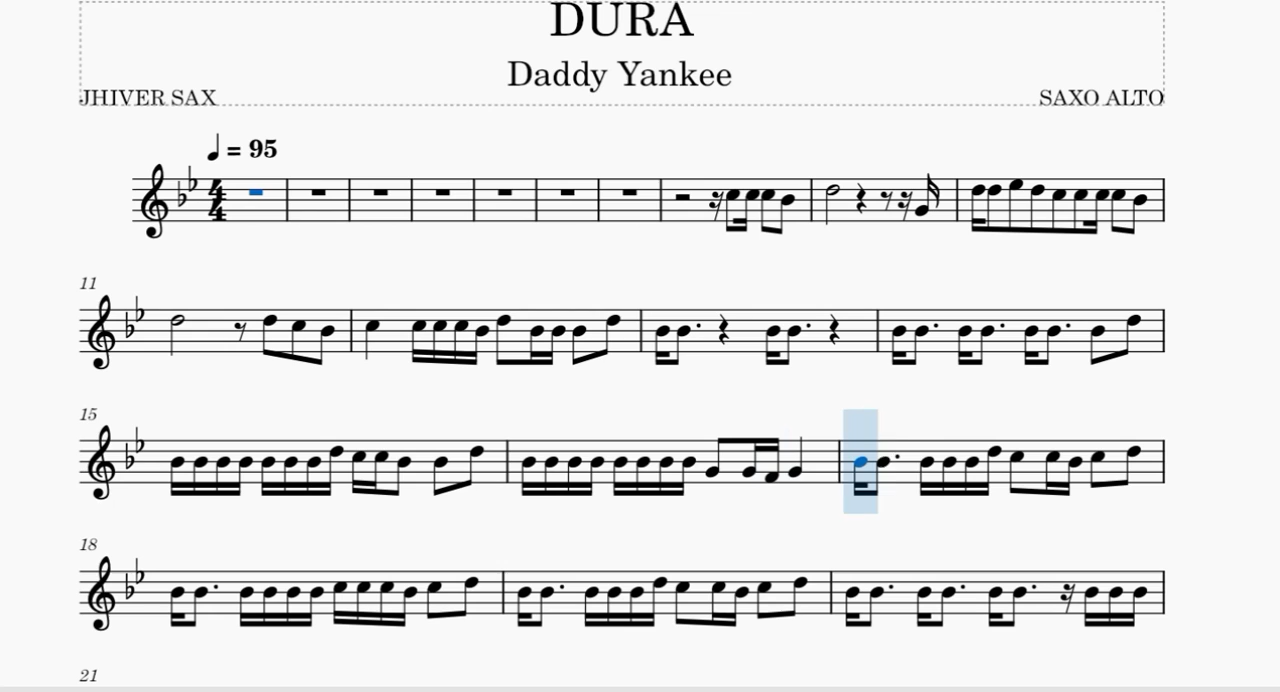 DURA
Daddy Yankee
JHIVER SAX
SAXO ALTO
= 95
4
4
11
15
18
21